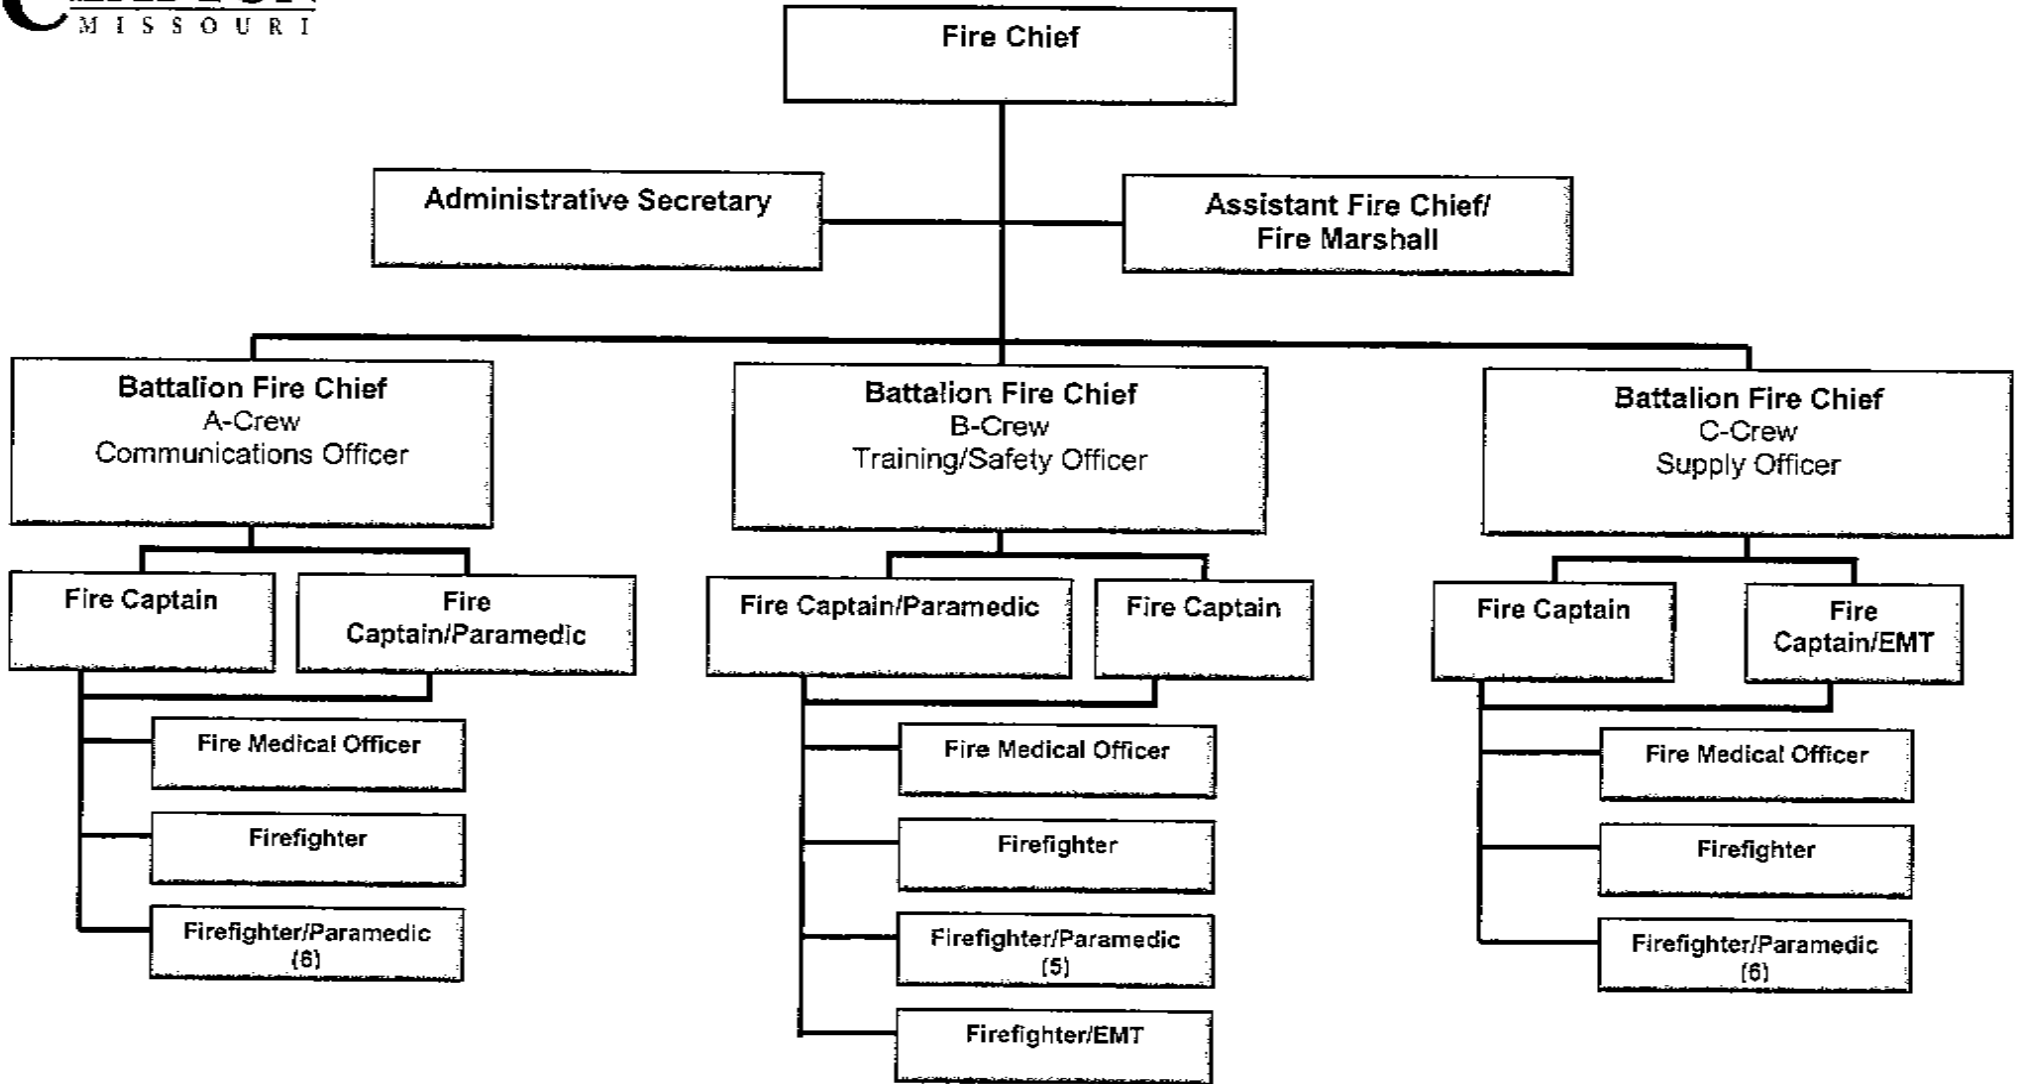 MISSOURI
Fire Chief
Administrative Secretary
Assistant Fire Chief/
Fire Marshall
Battalion Fire Chief
A-Crew
Communications Officer
Battalion Fire Chief
B-Crew
Training/Safety Officer
Battalion Fire Chief
C-Crew
Supply Officer
Fire Captain
Fire
Captain/Paramedic
Fire Captain/Paramedic
Fire Captain
Fire Captain
Fire
Captain/EMT
Fire Medical Officer
Firefighter
Firefighter/Paramedic
(6)
Fire Medical Officer
Firefighter
Firefighter/Paramedic
(5)
Firefighter/EMT
Fire Medical Officer
Firefighter
Firefighter/Paramedic
(6)